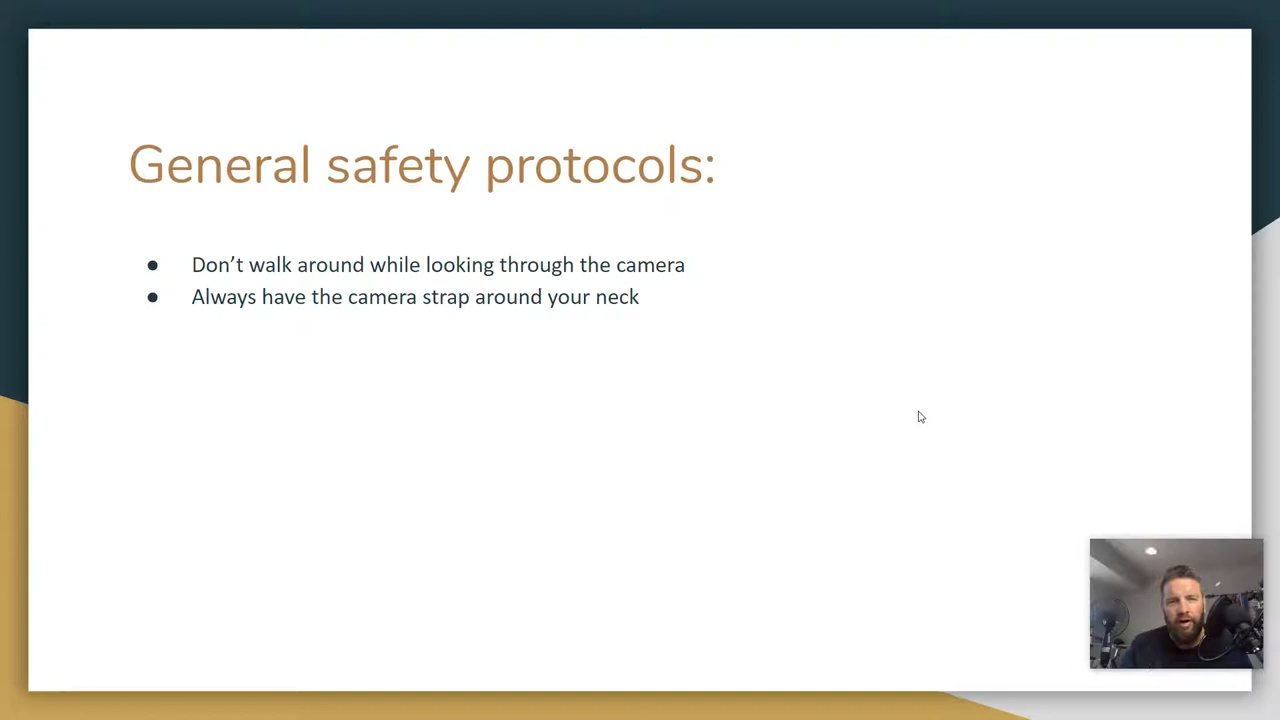 General safety protocols:
● Don’t walk around while looking through the camera
● Always have the camera strap around your neck